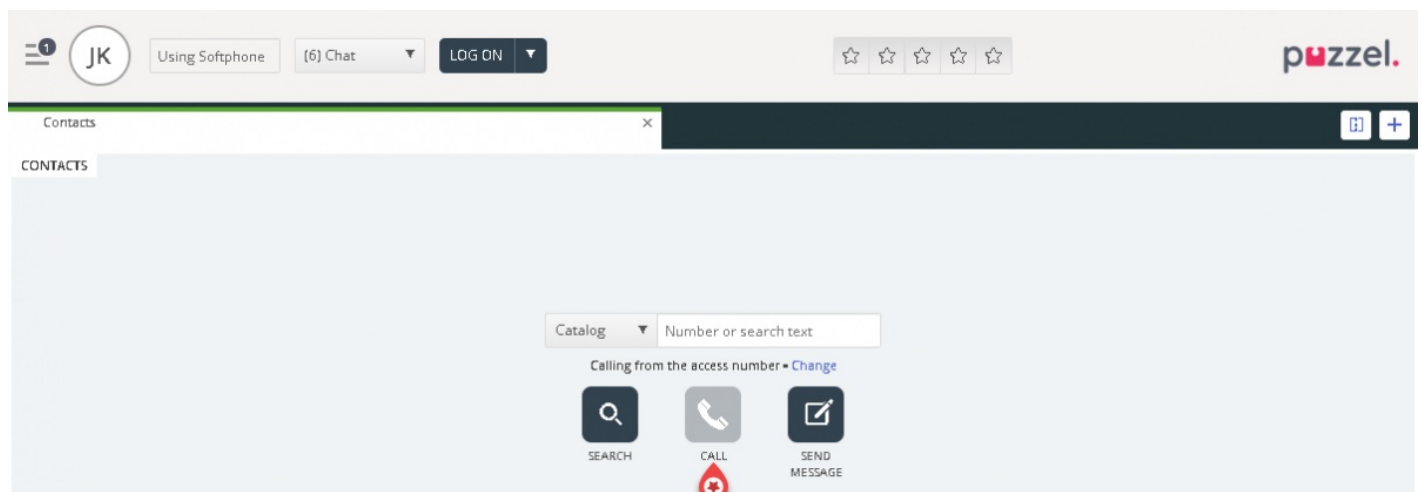 1
JK
Using Softphone
[6] Chat
LOG ON
puzzel.
Contacts
CONTACTS
Catalog
Number or search text
Calling from the access number • Change
SEARCH
CALL
SEND
MESSAGE